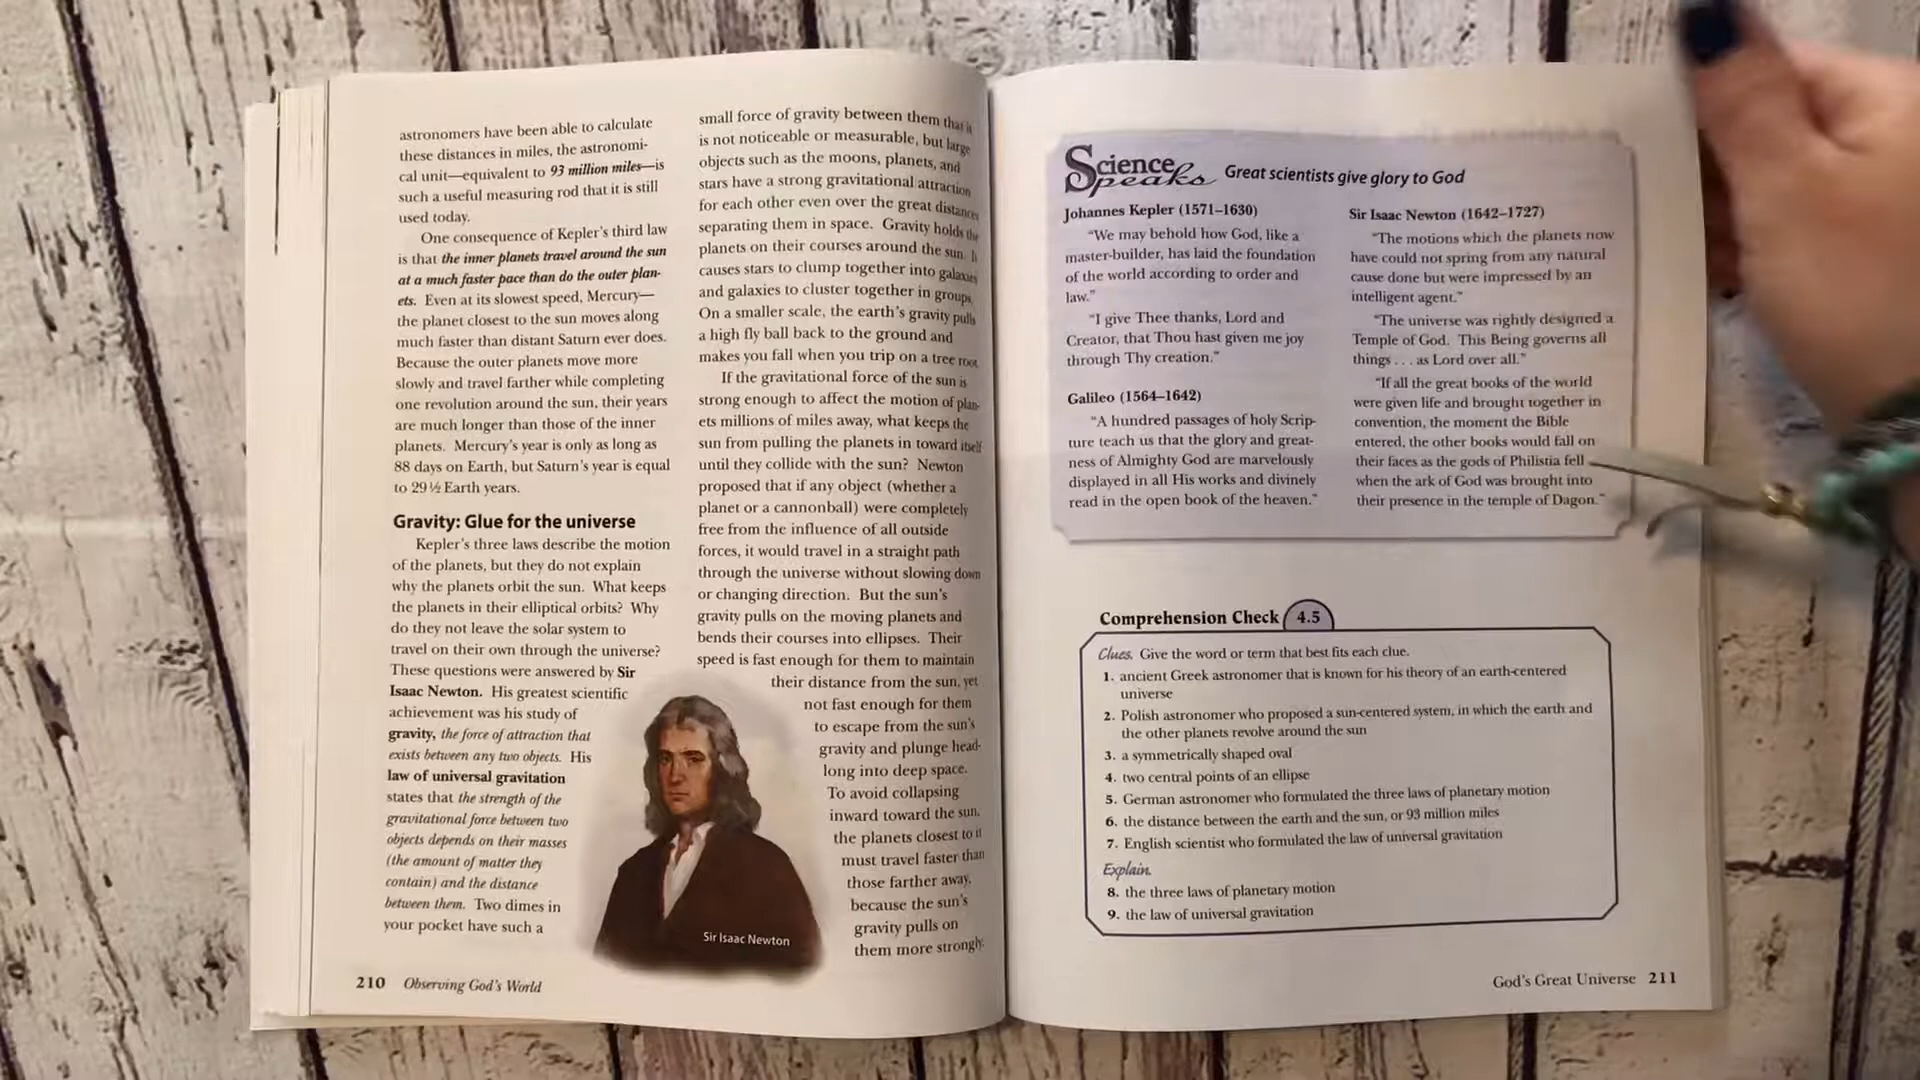 astronomers have been able to calculate
these distances in miles, the astronomi-
cal unit—equivalent to 93 million miles—is
such a useful measuring rod that it is still
used today.
One consequence of Kepler's third law
is that the inner planets travel around the sun
at a much faster pace than do the outer plan-
ets. Even at its slowest speed, Mercury—
the planet closest to the sun moves along
much faster than distant Saturn ever does.
Because the outer planets move more
slowly and travel farther while completing
one revolution around the sun, their years
are much longer than those of the inner
planets. Mercury's year is only as long as
88 days on Earth, but Saturn's year is equal
to 29½ Earth years.
Gravity: Glue for the universe
Kepler's three laws describe the motion
of the planets, but they do not explain
why the planets orbit the sun. What keeps
the planets in their elliptical orbits? Why
do they not leave the solar system to
travel on their own through the universe?
These questions were answered by Sir
Isaac Newton. His greatest scientific
achievement was his study of
gravity, the force of attraction that
exists between any two objects. His
law of universal gravitation
states that the strength of the
gravitational force between two
objects depends on their masses
(the amount of matter they
contain) and the distance
between them. Two dimes in
your pocket have such a
small force of gravity between them that it
is not noticeable or measurable, but large
objects such as the moons, planets, and
stars have a strong gravitational attraction
for each other even over the great distances
separating them in space. Gravity holds the
planets on their courses around the sun. It
causes stars to clump together into galaxies
and galaxies to cluster together in groups.
On a smaller scale, the earth's gravity pulls
a high fly ball back to the ground and
makes you fall when you trip on a tree root.
If the gravitational force of the sun is
strong enough to affect the motion of plan-
ets millions of miles away, what keeps the
sun from pulling the planets in toward itself
until they collide with the sun? Newton
proposed that if any object (whether a
planet or a cannonball) were completely
free from the influence of all outside
forces, it would travel in a straight path
through the universe without slowing down
or changing direction. But the sun's
gravity pulls on the moving planets and
bends their courses into ellipses. Their
speed is fast enough for them to maintain
their distance from the sun, yet
not fast enough for them
to escape from the sun's
gravity and plunge head-
long into deep space.
To avoid collapsing
inward toward the sun,
the planets closest to it
must travel faster than
those farther away,
because the sun's
gravity pulls on
them more strongly.
Sir Isaac Newton
210 Observing God's World
Science Speaks Great scientists give glory to God
Johannes Kepler (1571–1630)
"We may behold how God, like a
master-builder, has laid the foundation
of the world according to order and
law."
"I give Thee thanks, Lord and
Creator, that Thou hast given me joy
through Thy creation."
Galileo (1564–1642)
"A hundred passages of holy Scrip-
ture teach us that the glory and great-
ness of Almighty God are marvelously
displayed in all His works and divinely
read in the open book of the heaven."
Sir Isaac Newton (1642–1727)
"The motions which the planets now
have could not spring from any natural
cause done but were impressed by an
intelligent agent."
"The universe was rightly designed a
Temple of God. This Being governs all
things . . . as Lord over all."
"If all the great books of the world
were given life and brought together in
convention, the moment the Bible
entered, the other books would fall on
their faces as the gods of Philistia fell
when the ark of God was brought into
their presence in the temple of Dagon."
Comprehension Check 4.5
Clues. Give the word or term that best fits each clue.
1. ancient Greek astronomer that is known for his theory of an earth-centered
universe
2. Polish astronomer who proposed a sun-centered system, in which the earth and
the other planets revolve around the sun
3. a symmetrically shaped oval
4. two central points of an ellipse
5. German astronomer who formulated the three laws of planetary motion
6. the distance between the earth and the sun, or 93 million miles
7. English scientist who formulated the law of universal gravitation
Explain.
8. the three laws of planetary motion
9. the law of universal gravitation
God's Great Universe 211